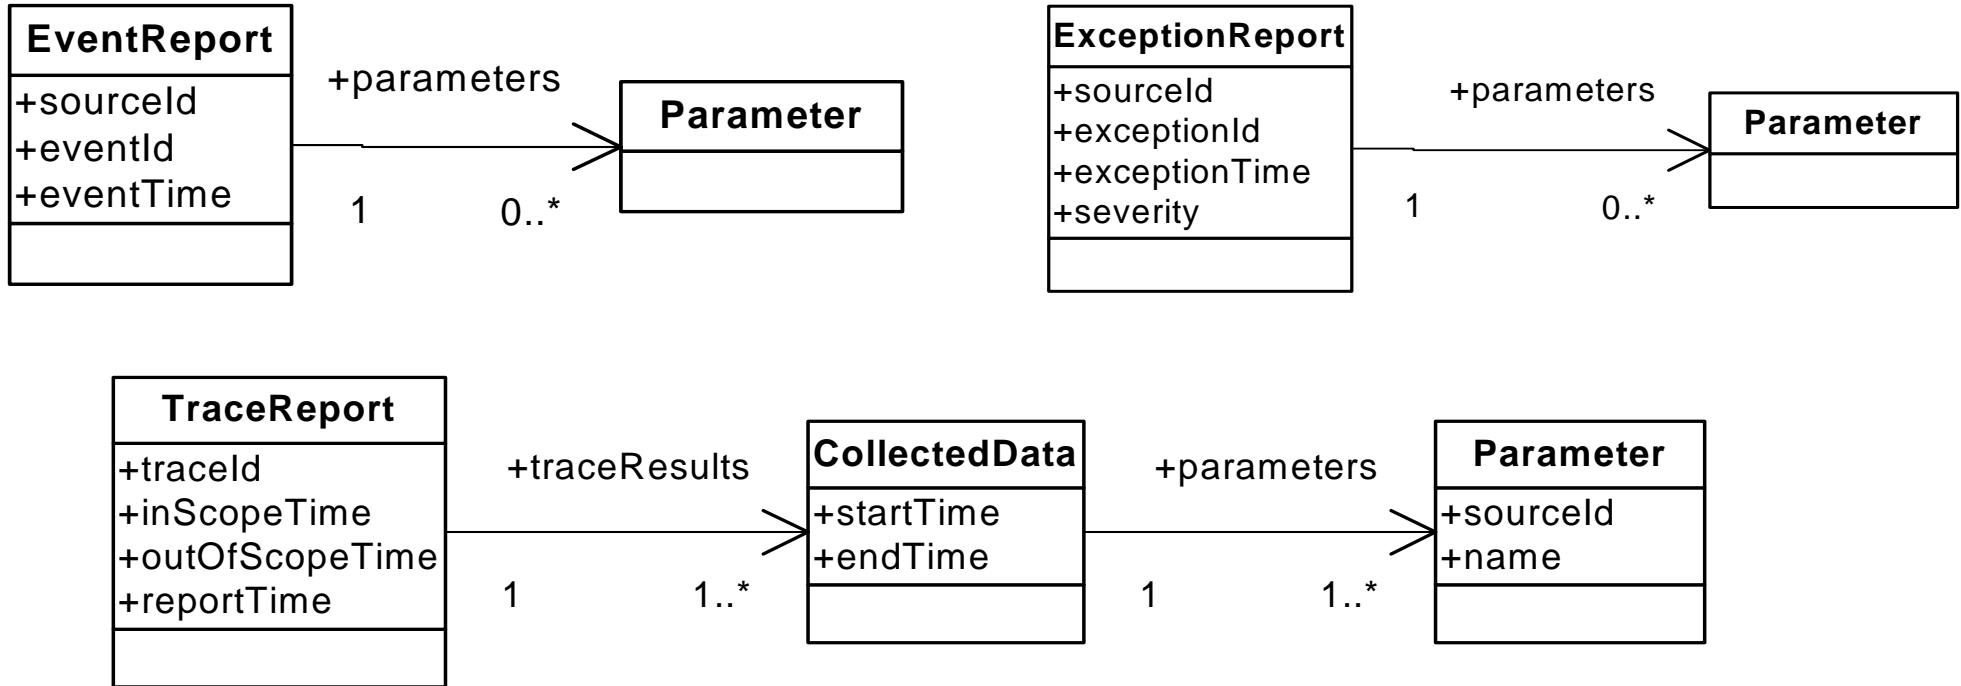 EventReport
+sourceId
+eventId
+eventTime
+parameters
1
0..*
Parameter
ExceptionReport
+sourceId
+exceptionId
+exceptionTime
+severity
+parameters
1
0..*
Parameter
TraceReport
+traceId
+inScopeTime
+outOfScopeTime
+reportTime
+traceResults
1
1..*
CollectedData
+startTime
+endTime
+parameters
1
1..*
Parameter
+sourceId
+name